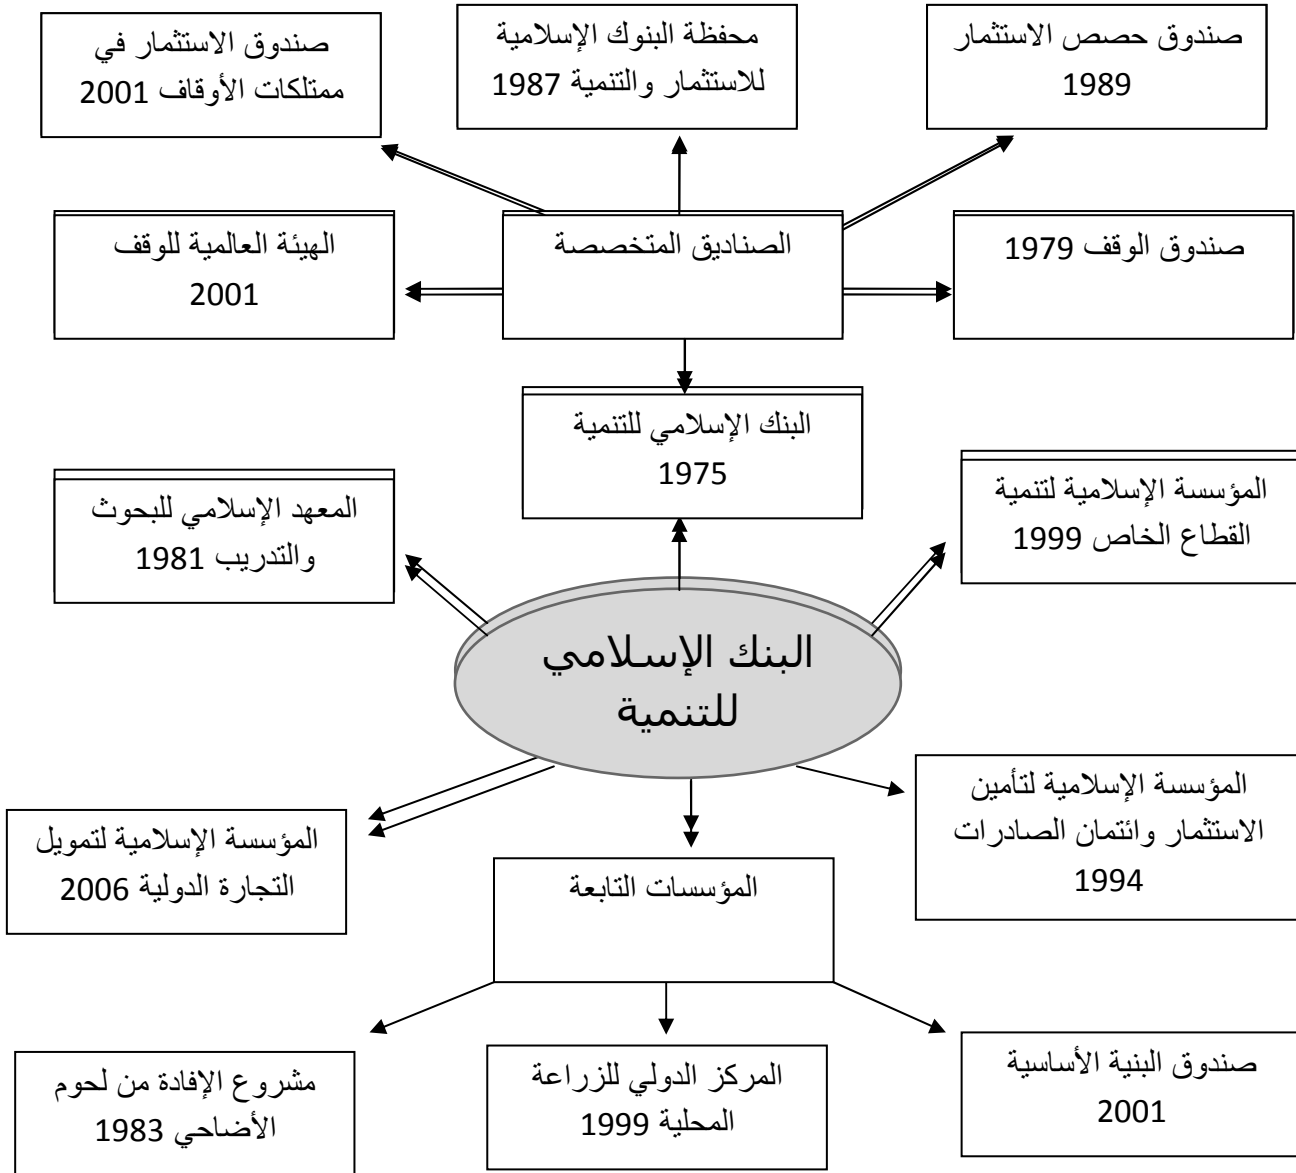 صندوق حصص الاستثمار
1989
محفظة البنوك الإسلامية
للاستثمار والتنمية 1987
صندوق الاستثمار في
ممتلكات الأوقاف 2001
صندوق الوقف 1979
الصناديق المتخصصة
الهيئة العالمية للوقف
2001
البنك الإسلامي للتنمية
1975
المؤسسة الإسلامية لتنمية
القطاع الخاص 1999
المعهد الإسلامي للبحوث
والتدريب 1981
البنك الإسلامي
للتنمية
المؤسسة الإسلامية لتأمين
الاستثمار وائتمان الصادرات
1994
المؤسسة الإسلامية لتمويل
التجارة الدولية 2006
المؤسسات التابعة
صندوق البنية الأساسية
2001
المركز الدولي للزراعة
المحلية 1999
مشروع الإفادة من لحوم
الأضاحي 1983